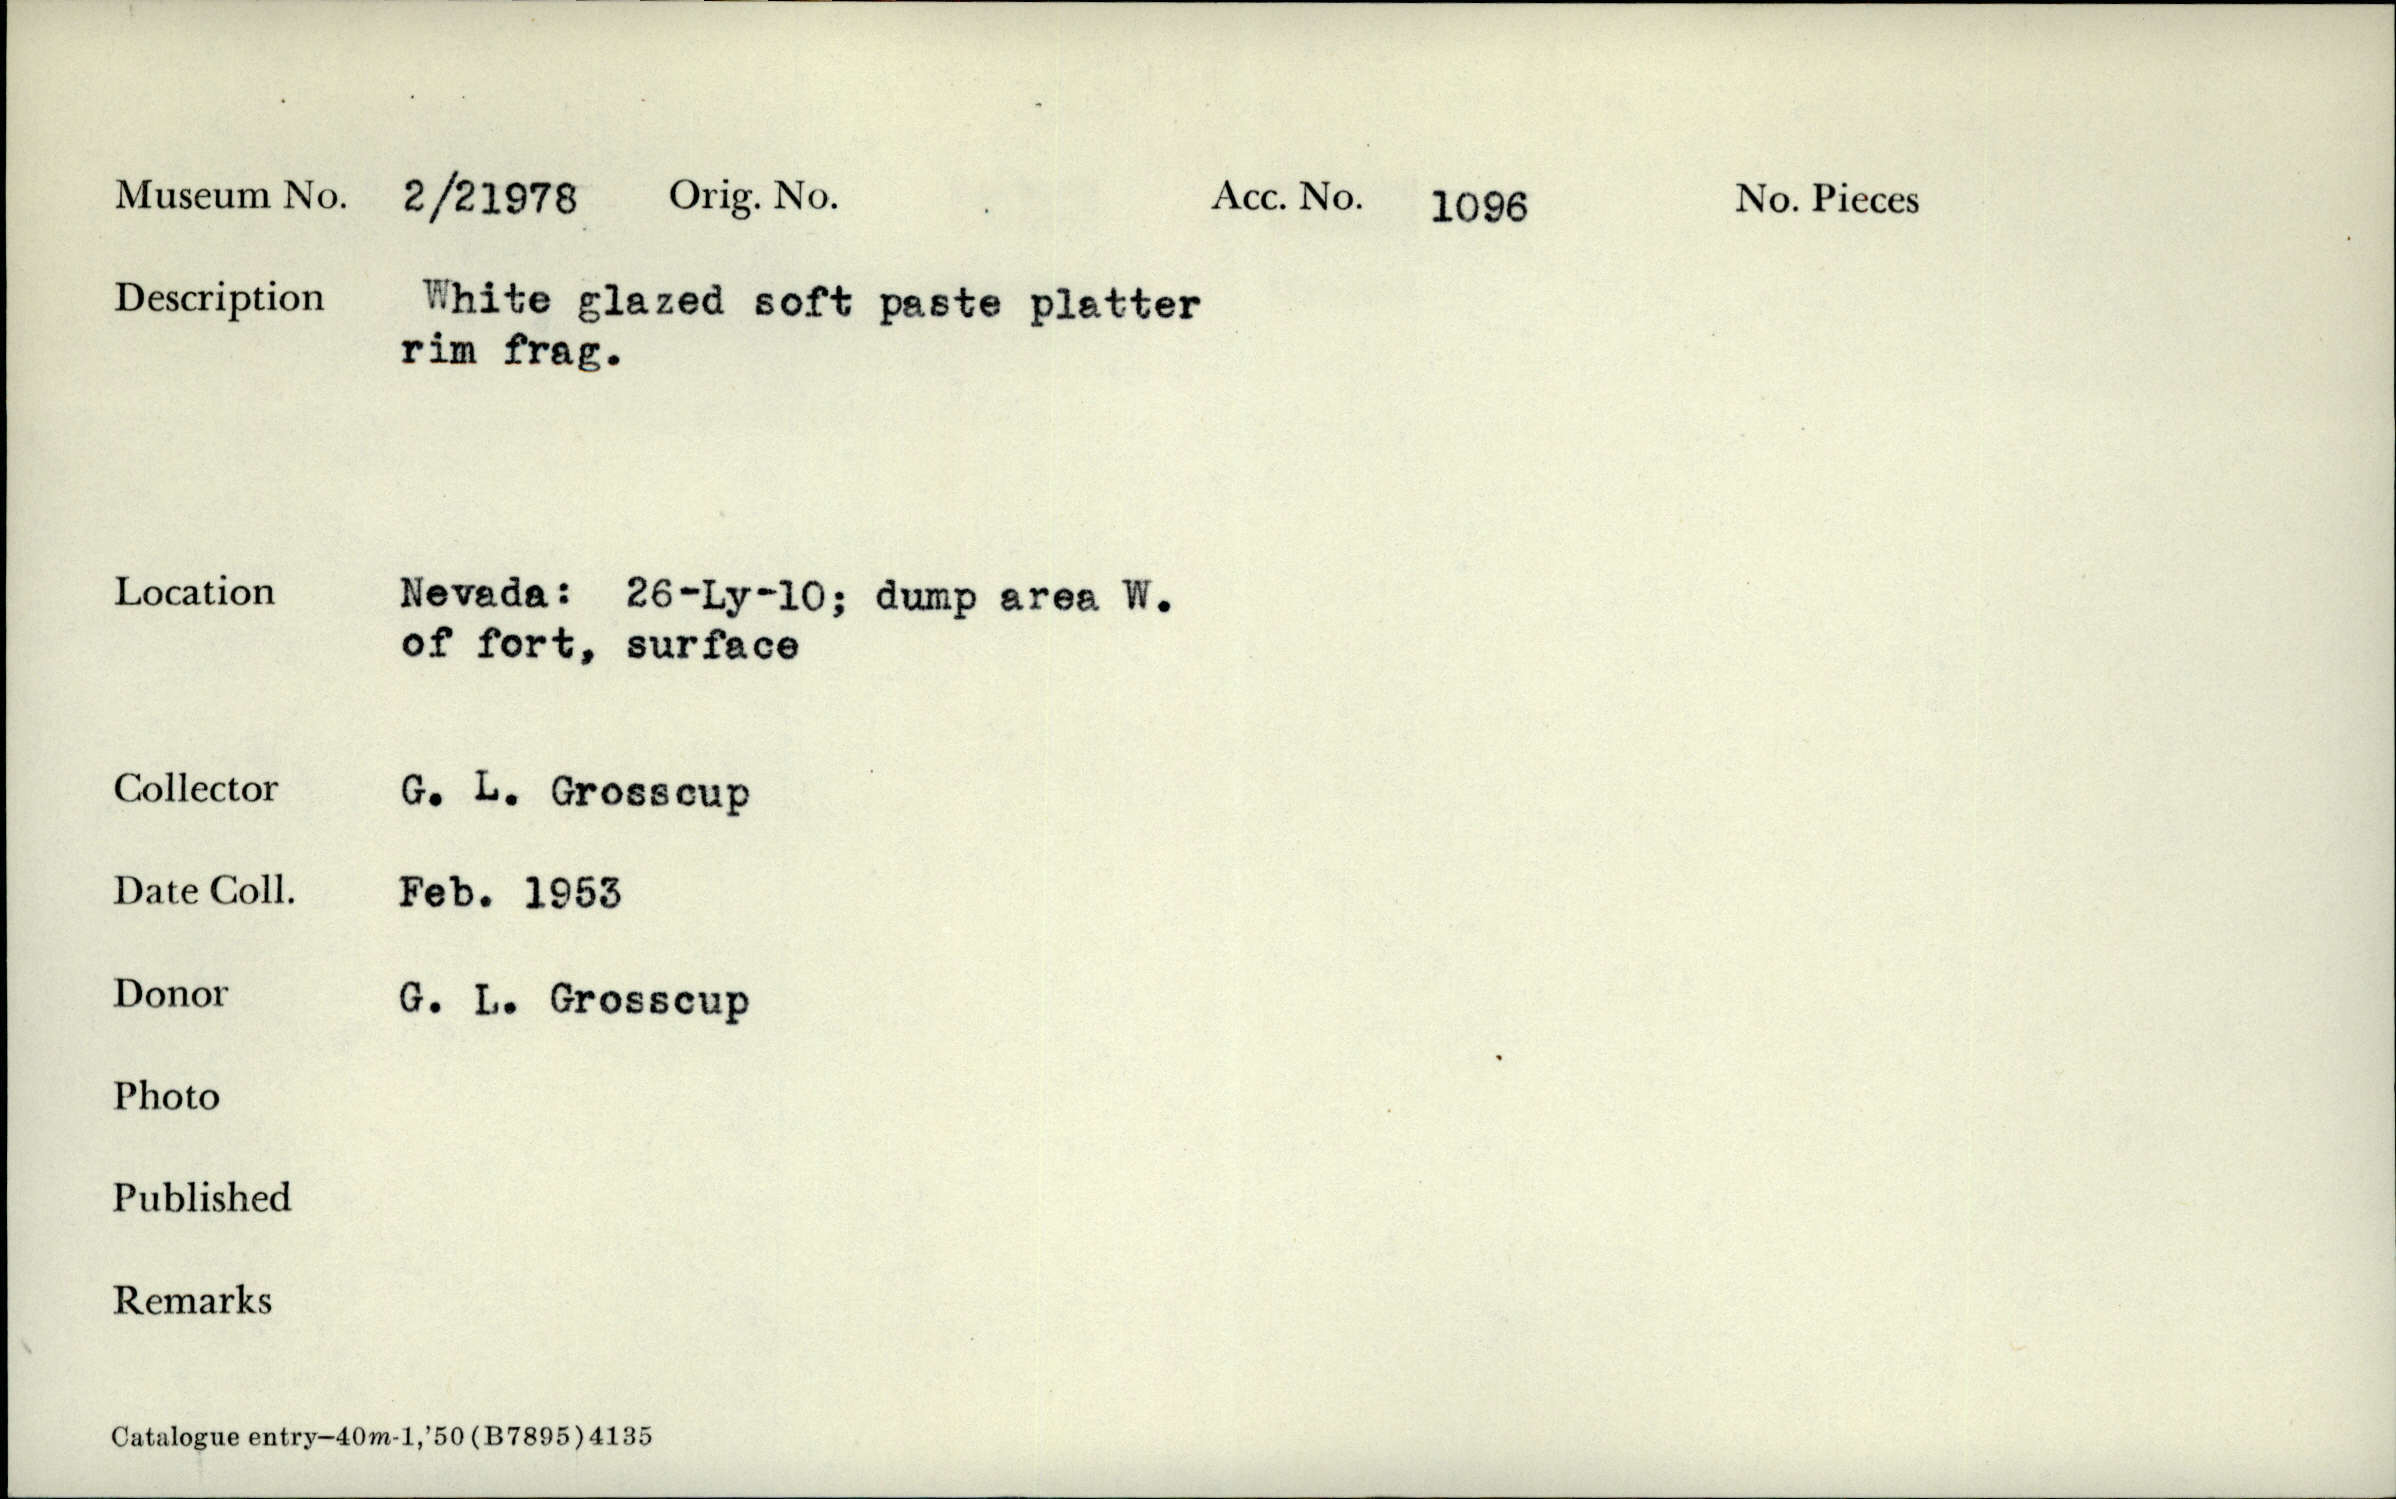 Museum No. 2/21978 Orig. No. Acc. No. 1096 No. Pieces
Description White glazed soft paste platter
rim frag.
Location Nevada: 26-Ly-10; dump area W.
of fort, surface
Collector G. L. Grosscup
Date Coll. Feb. 1953
Donor G. L. Grosscup
Photo
Published
Remarks
Catalogue entry—40m-1,'50(B7895)4135